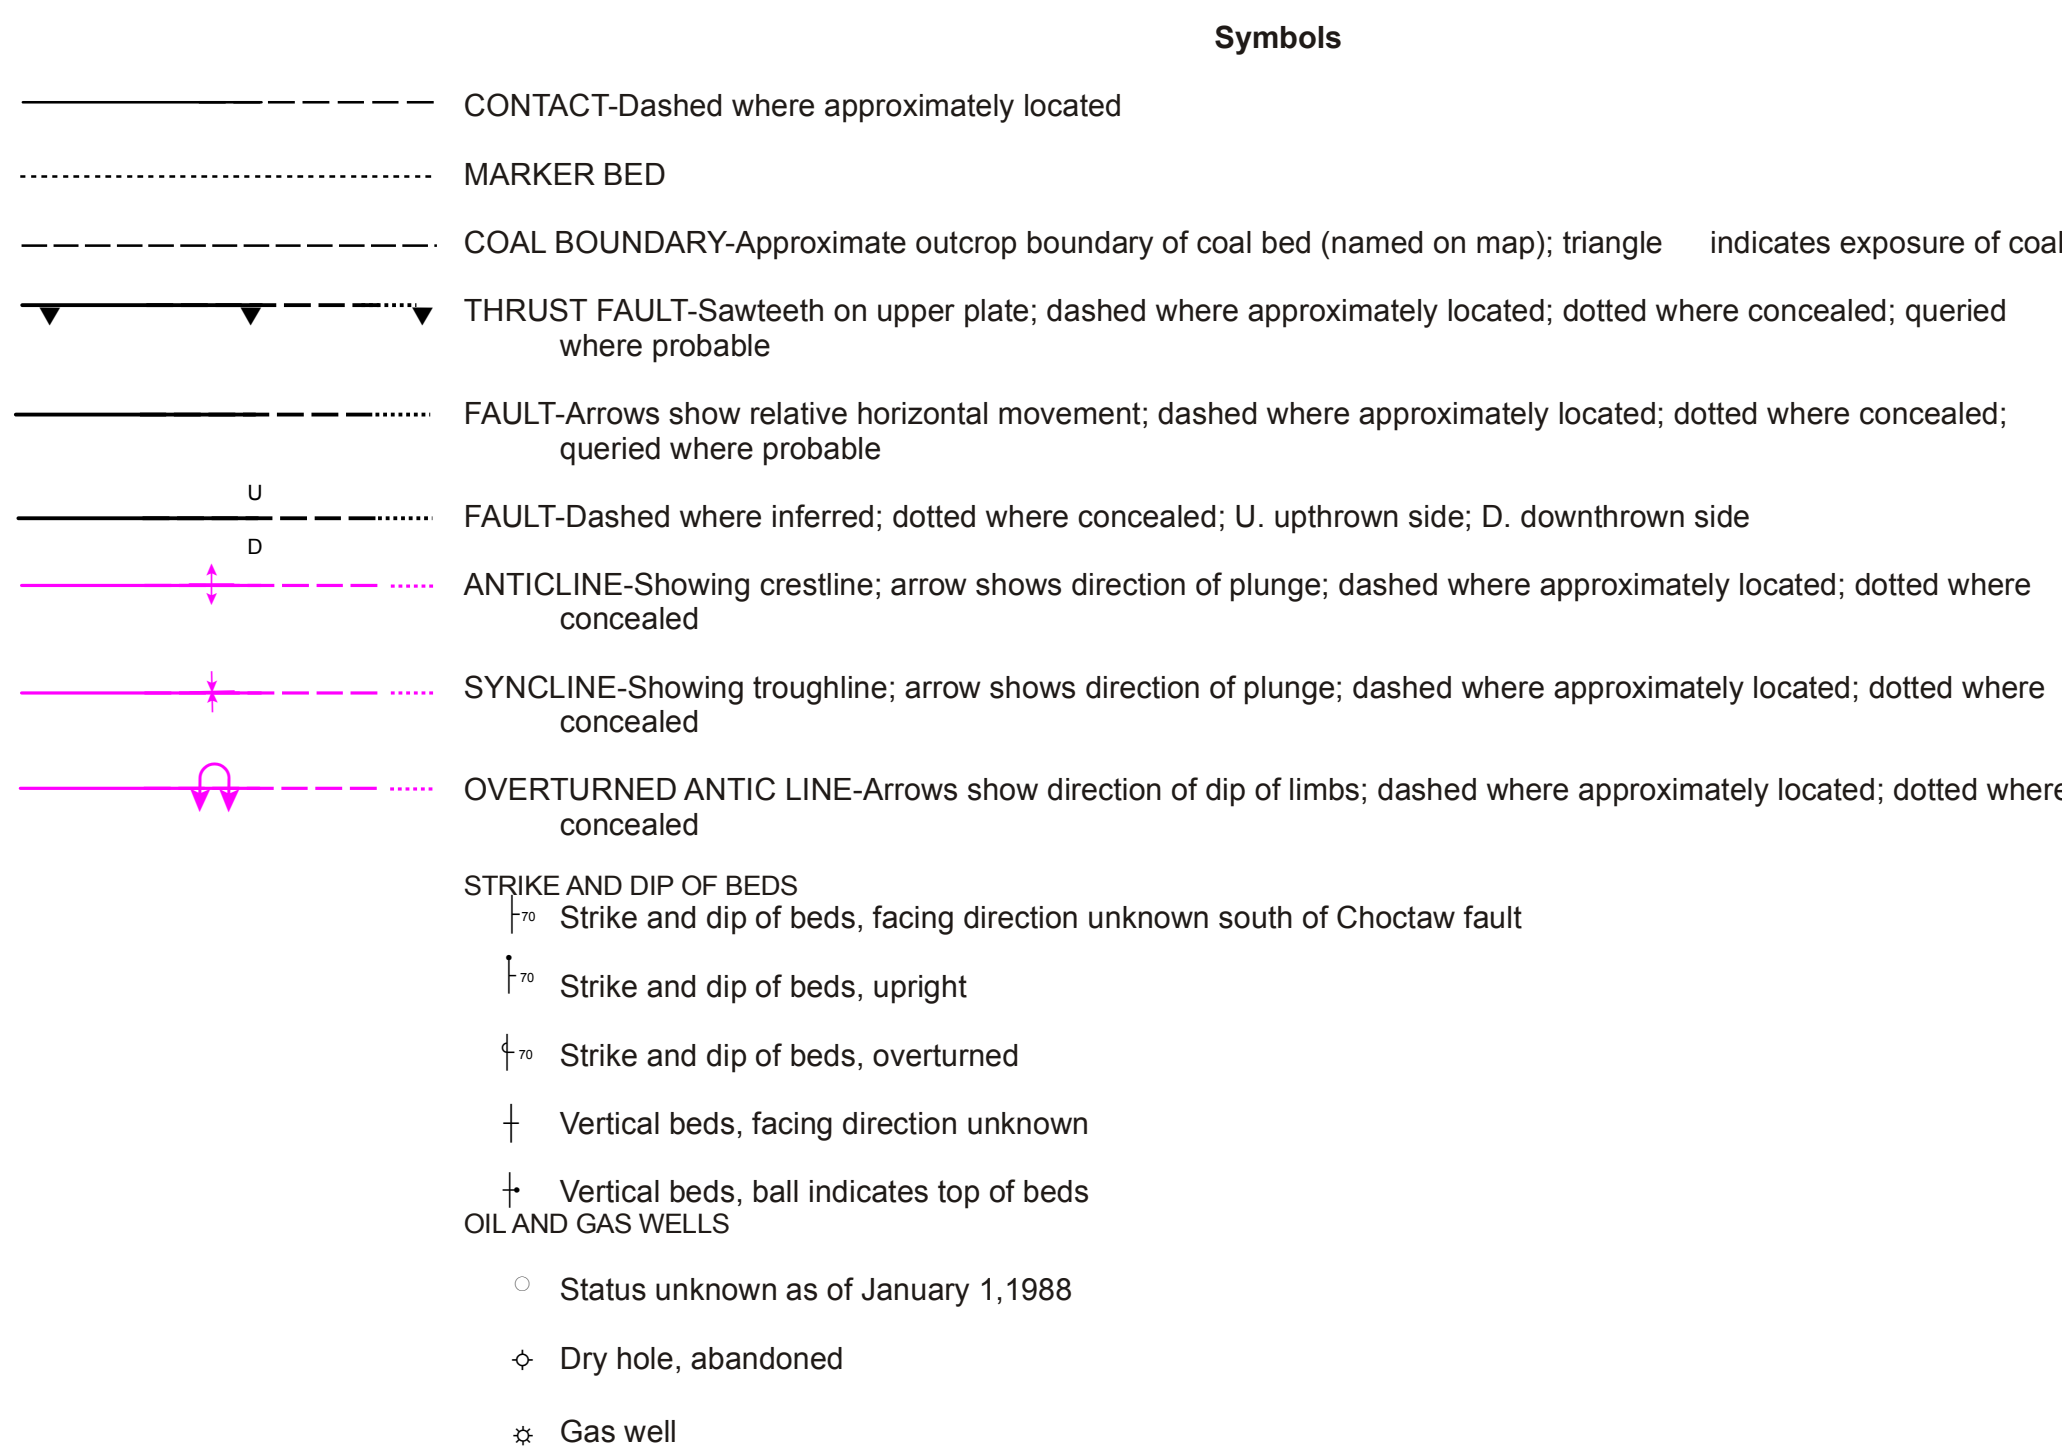 Symbols
CONTACT-Dashed where approximately located
MARKER BED
COAL BOUNDARY-Approximate outcrop boundary of coal bed (named on map); triangle indicates exposure of coal
THRUST FAULT-Sawteeth on upper plate; dashed where approximately located; dotted where concealed; queried
where probable
FAULT-Arrows show relative horizontal movement; dashed where approximately located; dotted where concealed;
queried where probable
U
FAULT-Dashed where inferred; dotted where concealed; U. upthrown side; D. downthrown side
D
ANTICLINE-Showing crestline; arrow shows direction of plunge; dashed where approximately located; dotted where
concealed
SYNCLINE-Showing troughline; arrow shows direction of plunge; dashed where approximately located; dotted where
concealed
OVERTURNED ANTIC LINE-Arrows show direction of dip of limbs; dashed where approximately located; dotted where
concealed
STRIKE AND DIP OF BEDS
70 Strike and dip of beds, facing direction unknown south of Choctaw fault
70 Strike and dip of beds, upright
70 Strike and dip of beds, overturned
Vertical beds, facing direction unknown
Vertical beds, ball indicates top of beds
OIL AND GAS WELLS
Status unknown as of January 1,1988
Dry hole, abandoned
Gas well